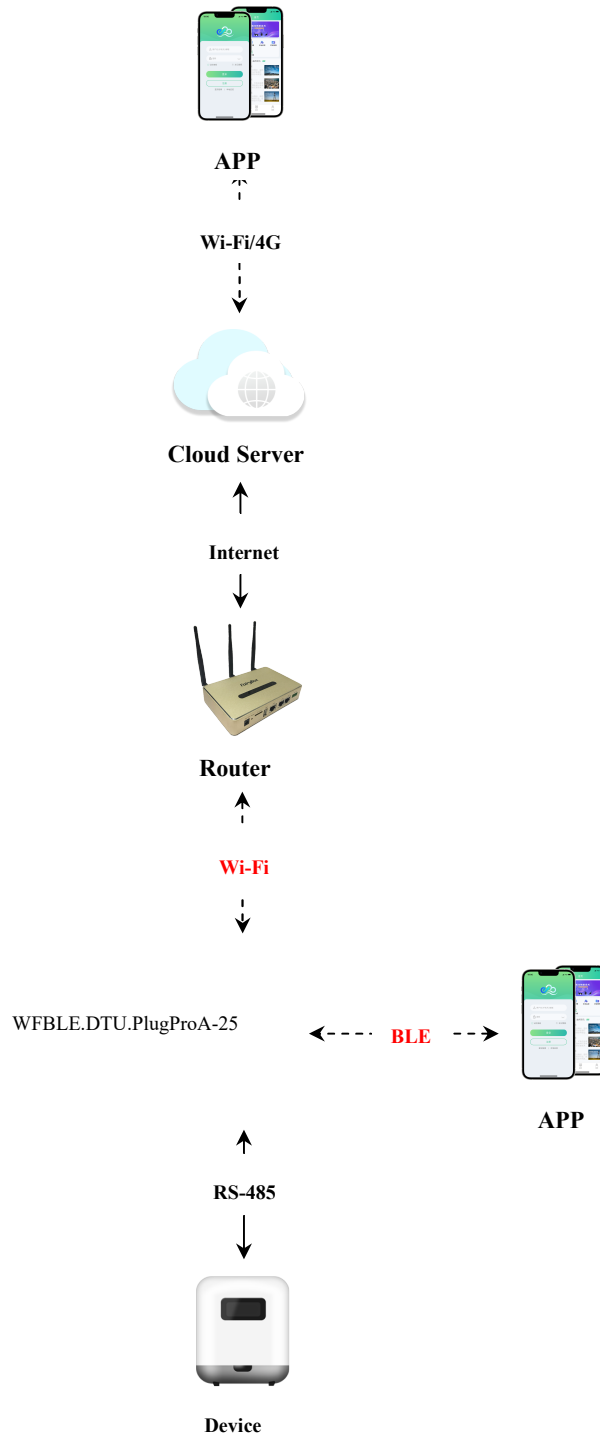 APP
Wi-Fi/4G
Cloud Server
Internet
Router
Wi-Fi
WFBLE.DTU.PlugProA-25
BLE
APP
RS-485
Device